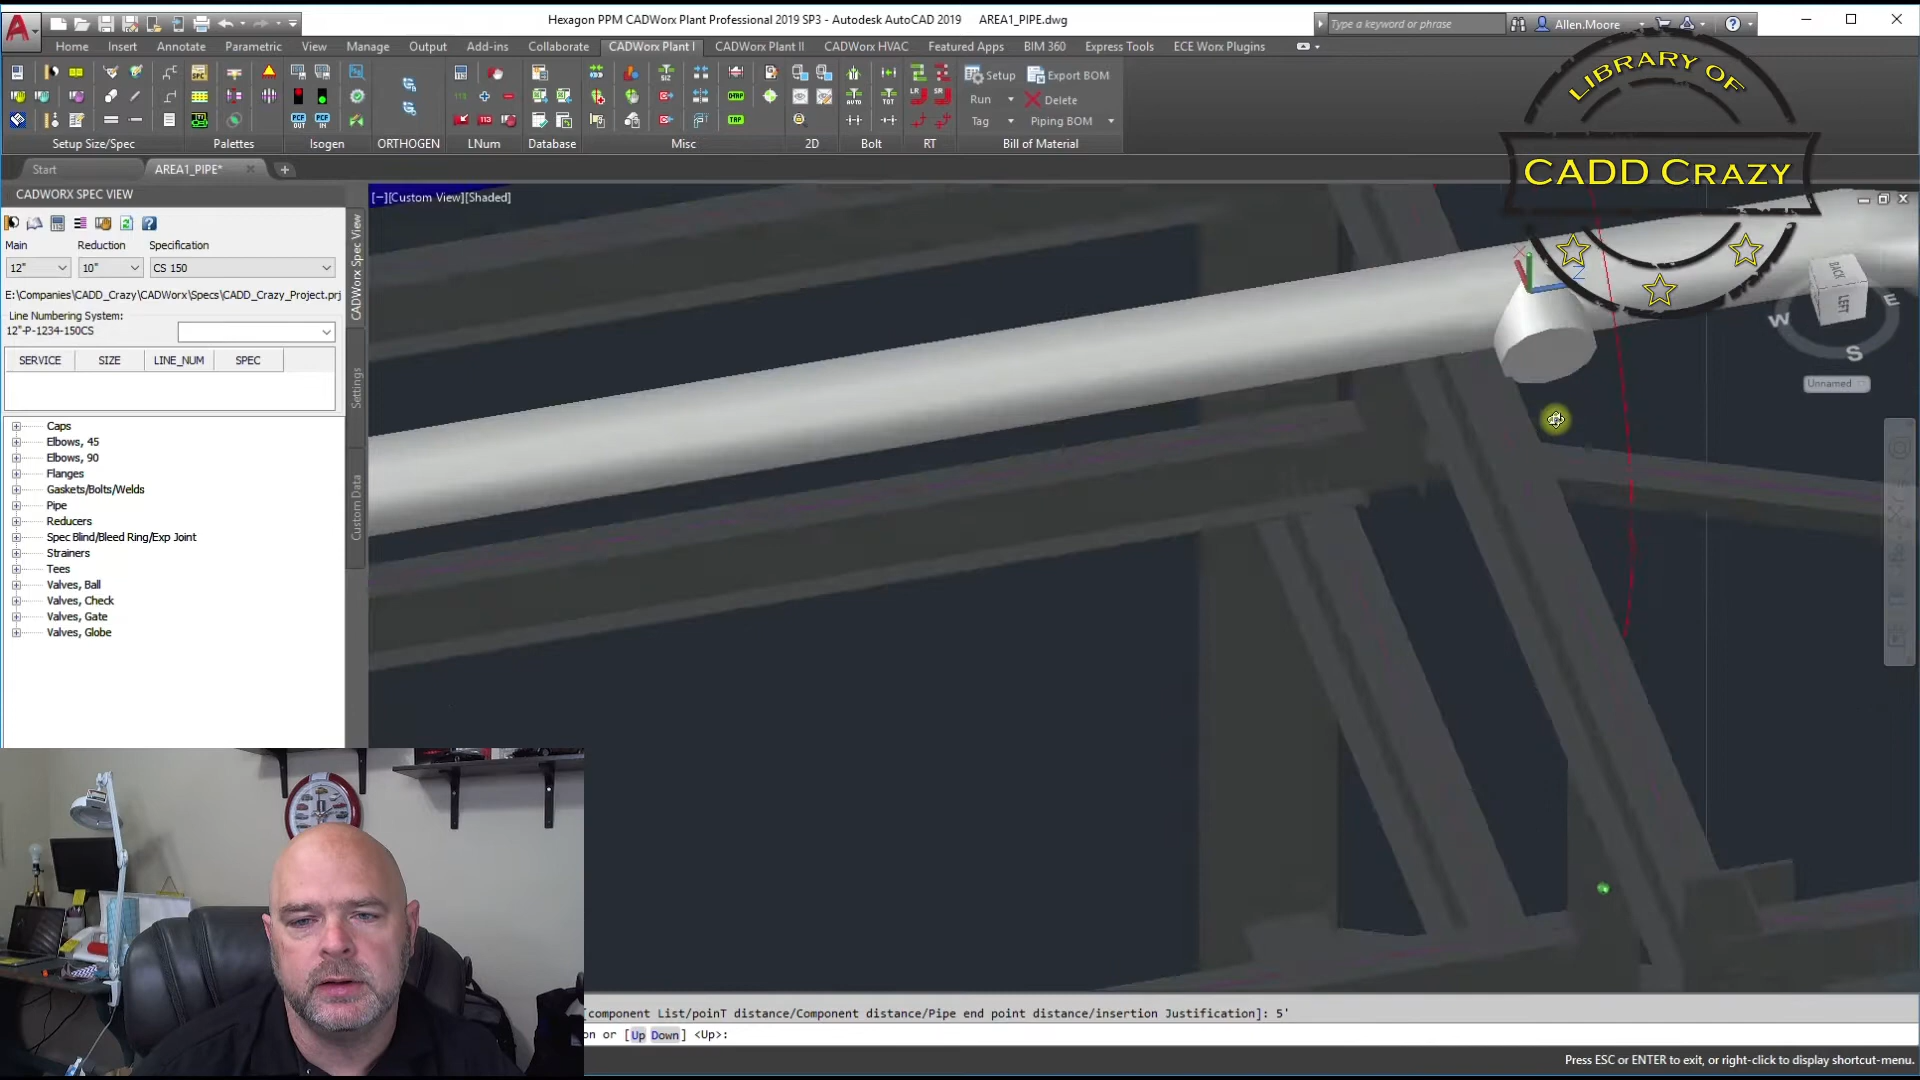 Hexagon PPM CADWorx Plant Professional 2019 SP3 - Autodesk AutoCAD 2019 AREA1_PIPE.dwg
Type a keyword or phrase
Allen.Moore
Home Insert Annotate Parametric View Manage Output Add-ins Collaborate CADWorx Plant I CADWorx Plant II CADWorx HVAC Featured Apps BIM 360 Express Tools ECE Worx Plugins
Setup
Export BOM
Run
Delete
Tag
Piping BOM
Setup Size/Spec Palettes Isogen ORTHOGEN LNum Database Misc 2D Bolt RT Bill of Material
LIBRARY OF
CADD CRAZY
Start AREA1_PIPE*
CADWORX SPEC VIEW
[−][Custom View][Shaded]
Main Reduction Specification
12" 10" CS 150
E:\Companies\CADD_Crazy\CADWorx\Specs\CADD_Crazy_Project.prj
Line Numbering System:
12"-P-1234-150CS
SERVICE SIZE LINE_NUM SPEC
CADWorx Spec View
Settings
Custom Data
Caps
Elbows, 45
Elbows, 90
Flanges
Gaskets/Bolts/Welds
Pipe
Reducers
Spec Blind/Bleed Ring/Exp Joint
Strainers
Tees
Valves, Ball
Valves, Check
Valves, Gate
Valves, Globe
BACK
LEFT
W
E
S
Unnamed
X
Z
[component List/poinT distance/Component distance/Pipe end point distance/insertion Justification]: 5'
on or [Up Down] <Up>:
Press ESC or ENTER to exit, or right-click to display shortcut-menu.